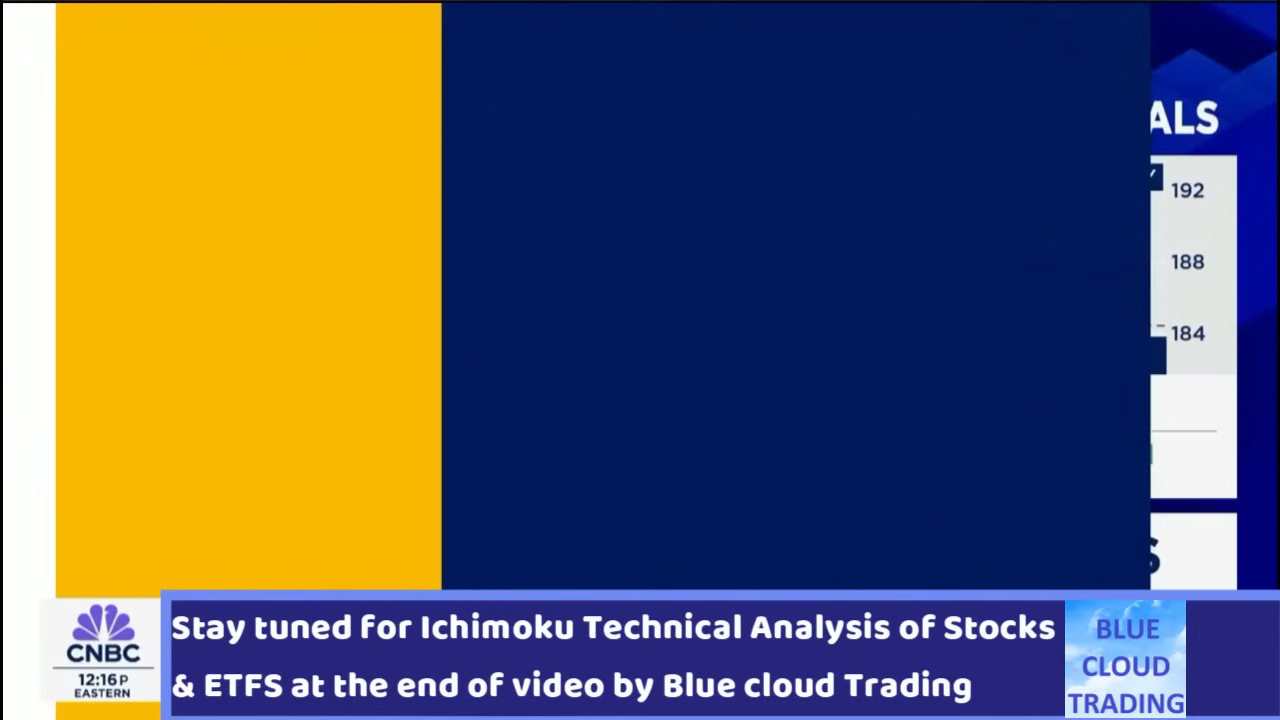 ALS
192
188
184
S
CNBC
12:16P
EASTERN
Stay tuned for Ichimoku Technical Analysis of Stocks
& ETFS at the end of video by Blue cloud Trading
BLUE
CLOUD
TRADING